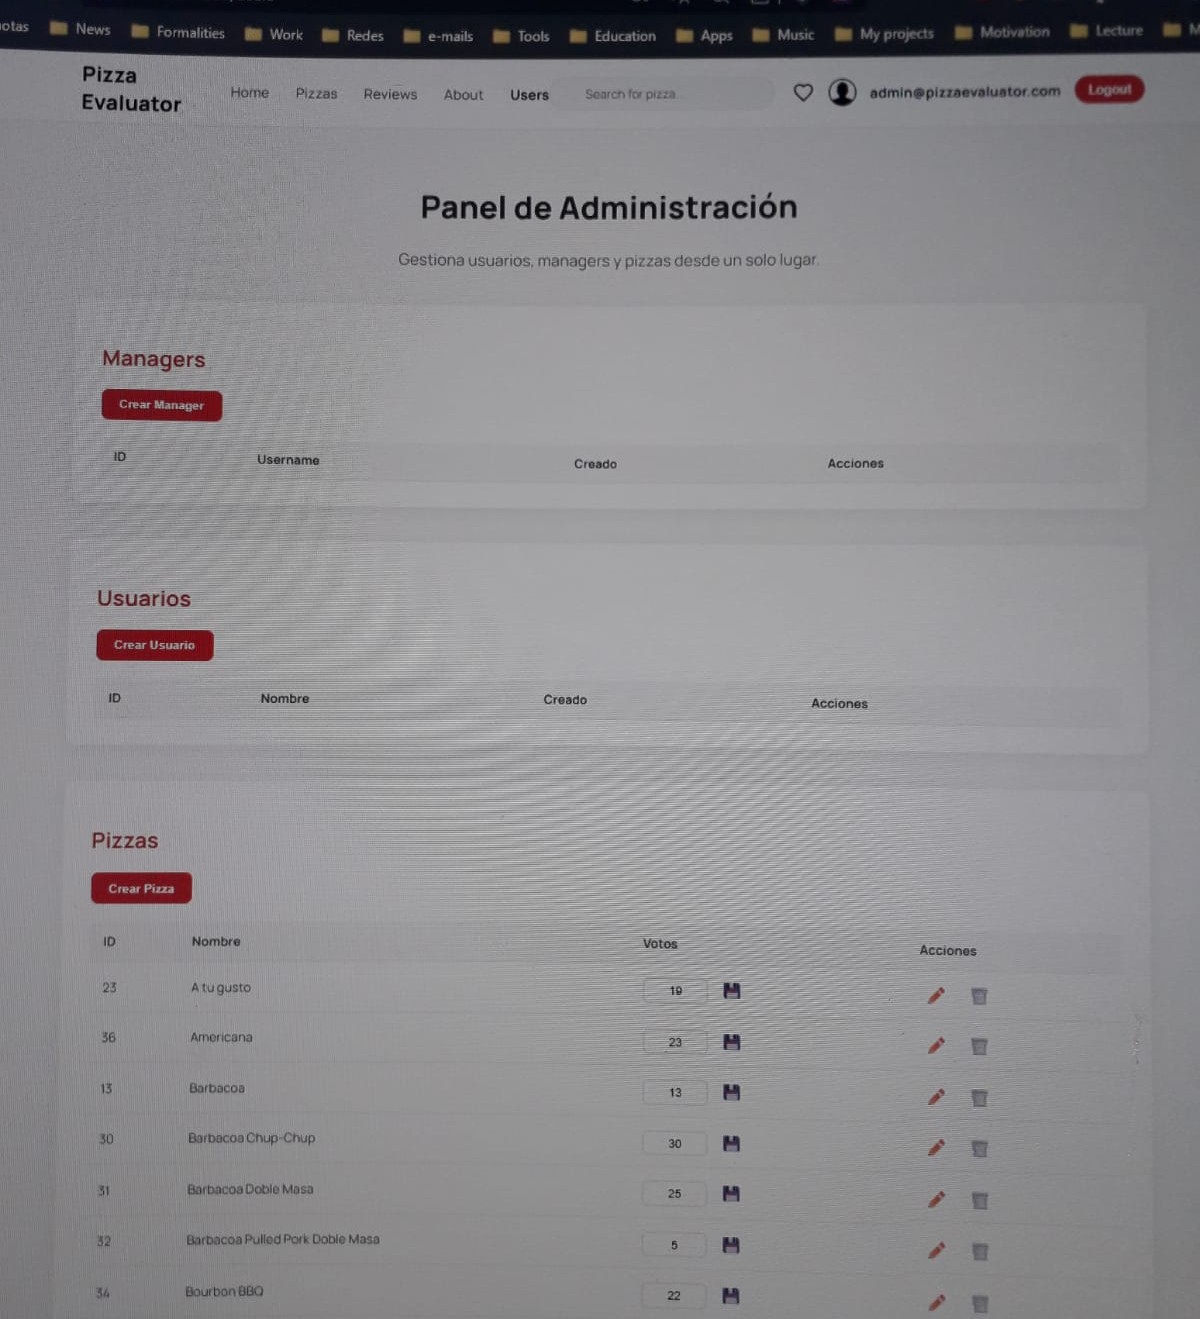 otas News Formalities Work Redes e-mails Tools Education Apps Music My projects Motivation Lecture M
Pizza
Evaluator
Home Pizzas Reviews About Users Search for pizza... admin@pizzaevaluator.com Logout
Panel de Administración
Gestiona usuarios, managers y pizzas desde un solo lugar.
Managers
Crear Manager
ID Username Creado Acciones
Usuarios
Crear Usuario
ID Nombre Creado Acciones
Pizzas
Crear Pizza
ID Nombre Votos Acciones
23 A tu gusto 19
36 Americana 23
13 Barbacoa 13
30 Barbacoa Chup-Chup 30
31 Barbacoa Doble Masa 25
32 Barbacoa Pulled Pork Doble Masa 5
34 Bourbon BBQ 22